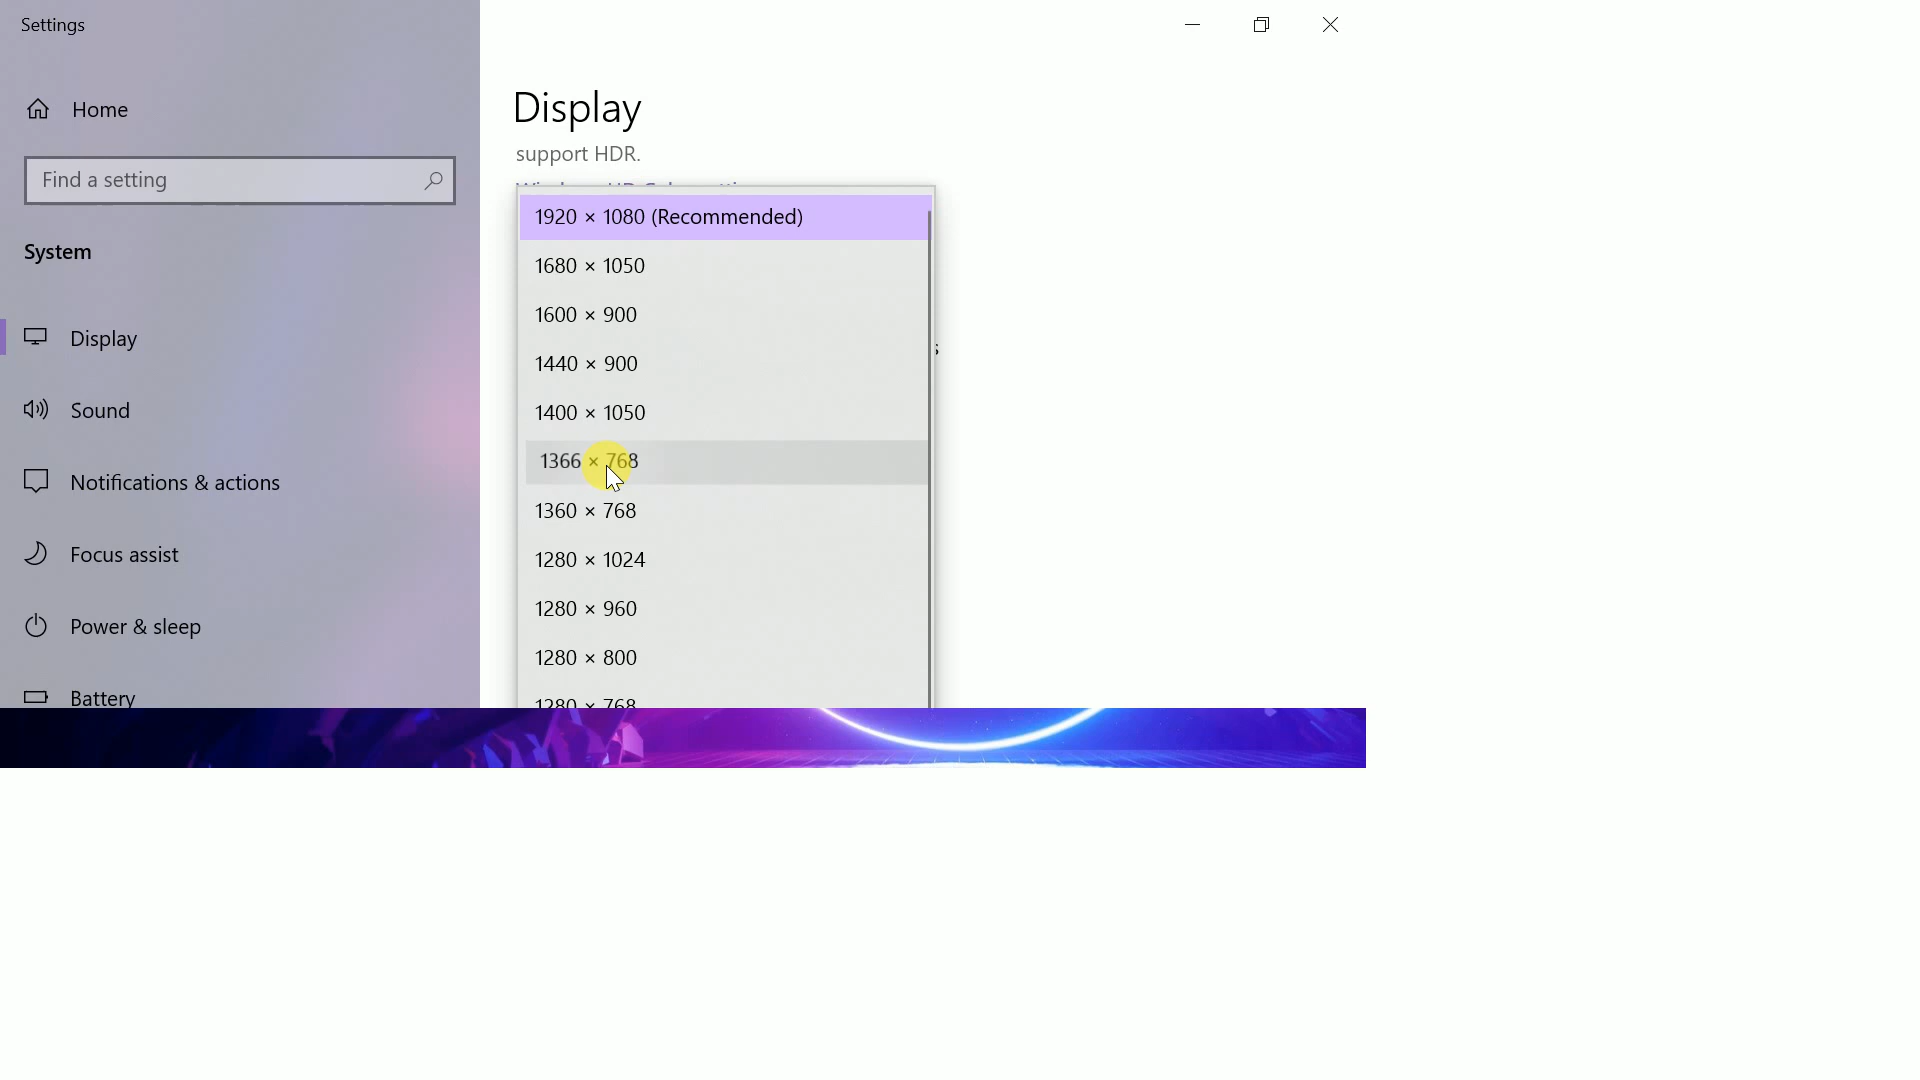 Settings
Home
Find a setting
System
Display
Sound
Notifications & actions
Focus assist
Power & sleep
Battery
Display
support HDR.
1920 × 1080 (Recommended)
1680 × 1050
1600 × 900
1440 × 900
1400 × 1050
1366 × 768
1360 × 768
1280 × 1024
1280 × 960
1280 × 800
1280 × 768